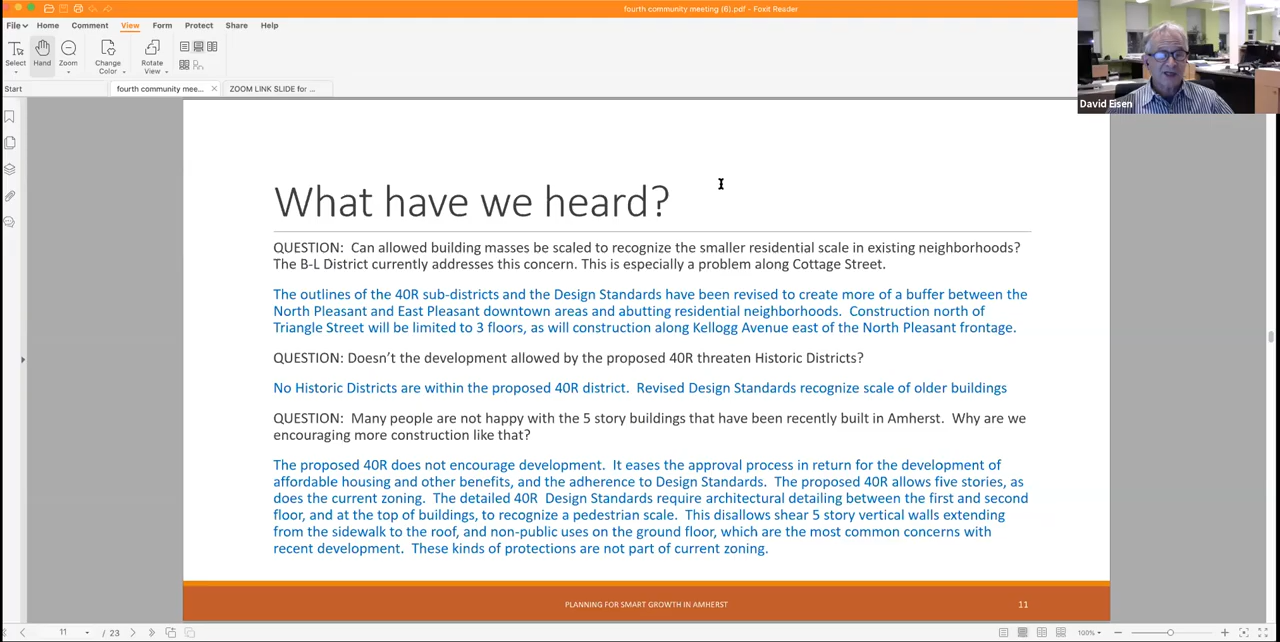 fourth community meeting (6).pdf - Foxit Reader
File Home Comment View Form Protect Share Help
Select Hand Zoom Change Color Rotate View
Start fourth community mee... ZOOM LINK SLIDE for ...
David Eisen
What have we heard?
QUESTION: Can allowed building masses be scaled to recognize the smaller residential scale in existing neighborhoods?
The B-L District currently addresses this concern. This is especially a problem along Cottage Street.
The outlines of the 40R sub-districts and the Design Standards have been revised to create more of a buffer between the
North Pleasant and East Pleasant downtown areas and abutting residential neighborhoods. Construction north of
Triangle Street will be limited to 3 floors, as will construction along Kellogg Avenue east of the North Pleasant frontage.
QUESTION: Doesn't the development allowed by the proposed 40R threaten Historic Districts?
No Historic Districts are within the proposed 40R district. Revised Design Standards recognize scale of older buildings
QUESTION: Many people are not happy with the 5 story buildings that have been recently built in Amherst. Why are we
encouraging more construction like that?
The proposed 40R does not encourage development. It eases the approval process in return for the development of
affordable housing and other benefits, and the adherence to Design Standards. The proposed 40R allows five stories, as
does the current zoning. The detailed 40R Design Standards require architectural detailing between the first and second
floor, and at the top of buildings, to recognize a pedestrian scale. This disallows shear 5 story vertical walls extending
from the sidewalk to the roof, and non-public uses on the ground floor, which are the most common concerns with
recent development. These kinds of protections are not part of current zoning.
PLANNING FOR SMART GROWTH IN AMHERST 11
11 / 23 100%